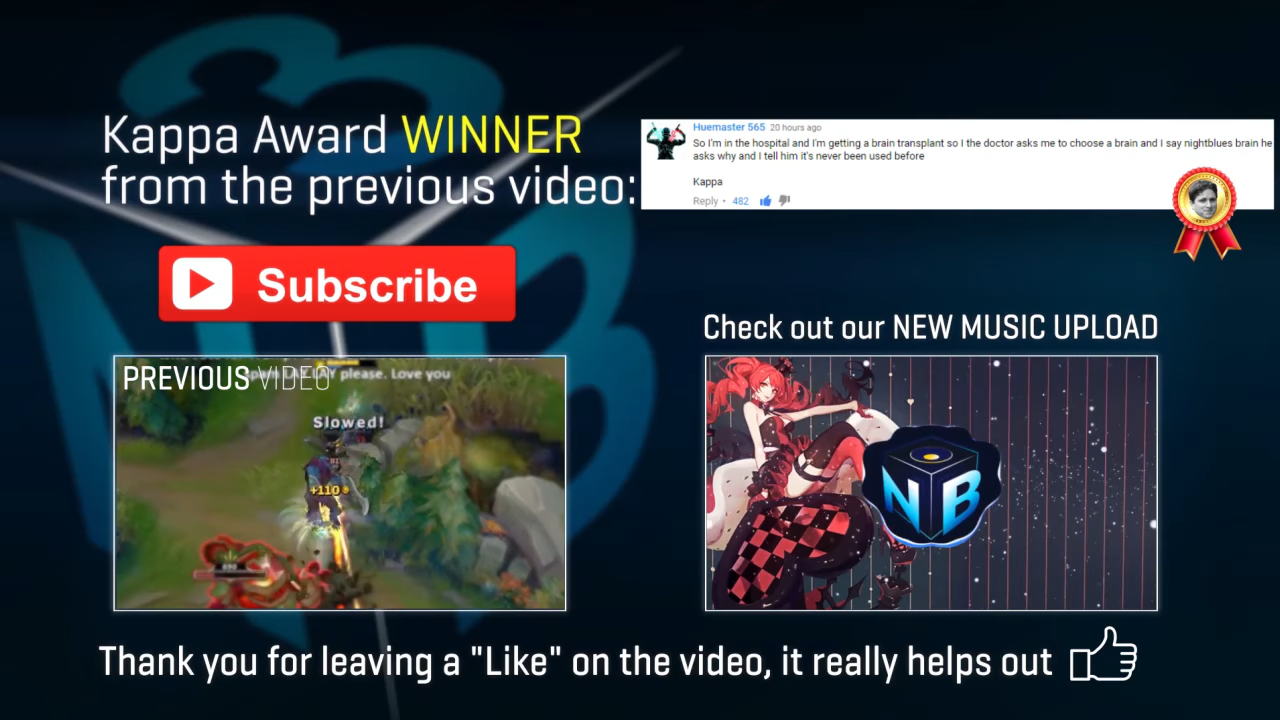 Kappa Award WINNER
from the previous video:
Huemaster 565 20 hours ago
So I'm in the hospital and I'm getting a brain transplant so I the doctor asks me to choose a brain and I say nightblues brain he
asks why and I tell him it's never been used before
Kappa
Reply • 482
Subscribe
Check out our NEW MUSIC UPLOAD
PREVIOUS VIDEO
please. Love you
Slowed!
+110
890
NB
Thank you for leaving a "Like" on the video, it really helps out